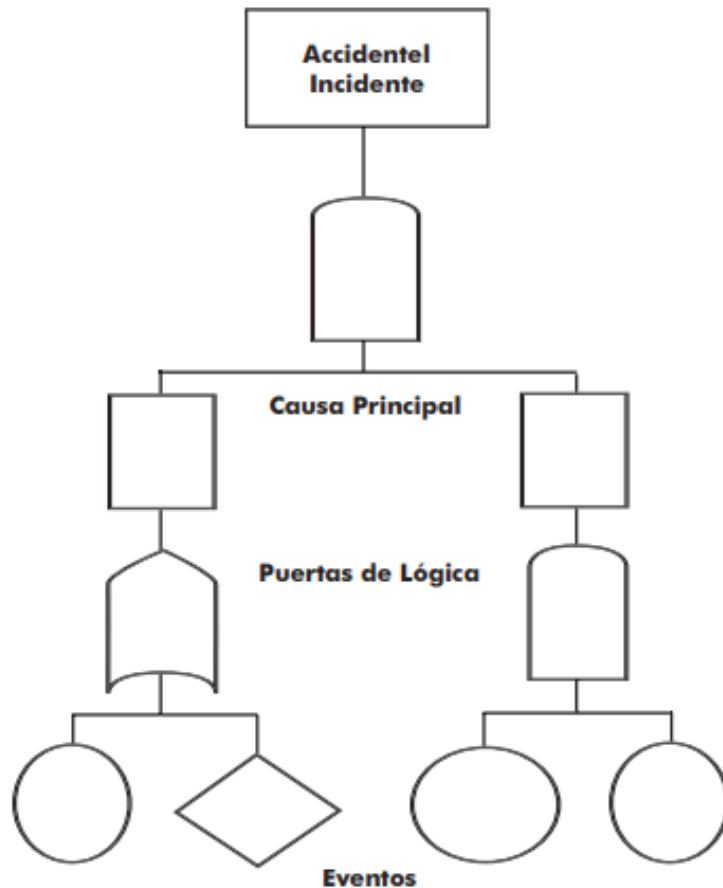 Accidentel
Incidente
Causa Principal
Puertas de Lógica
Eventos